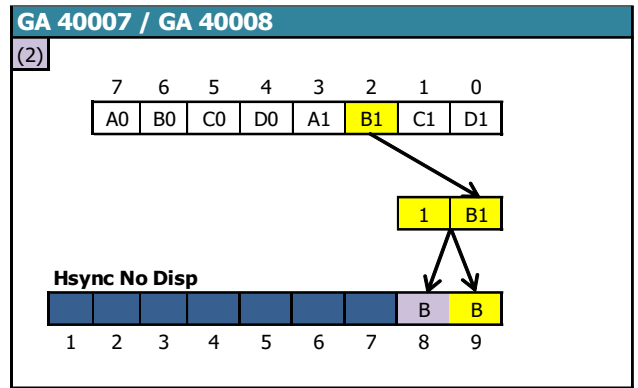 GA 40007 / GA 40008
(2)
7 6 5 4 3 2 1 0
A0 B0 C0 D0 A1 B1 C1 D1
1 B1
Hsync No Disp
B B
1 2 3 4 5 6 7 8 9